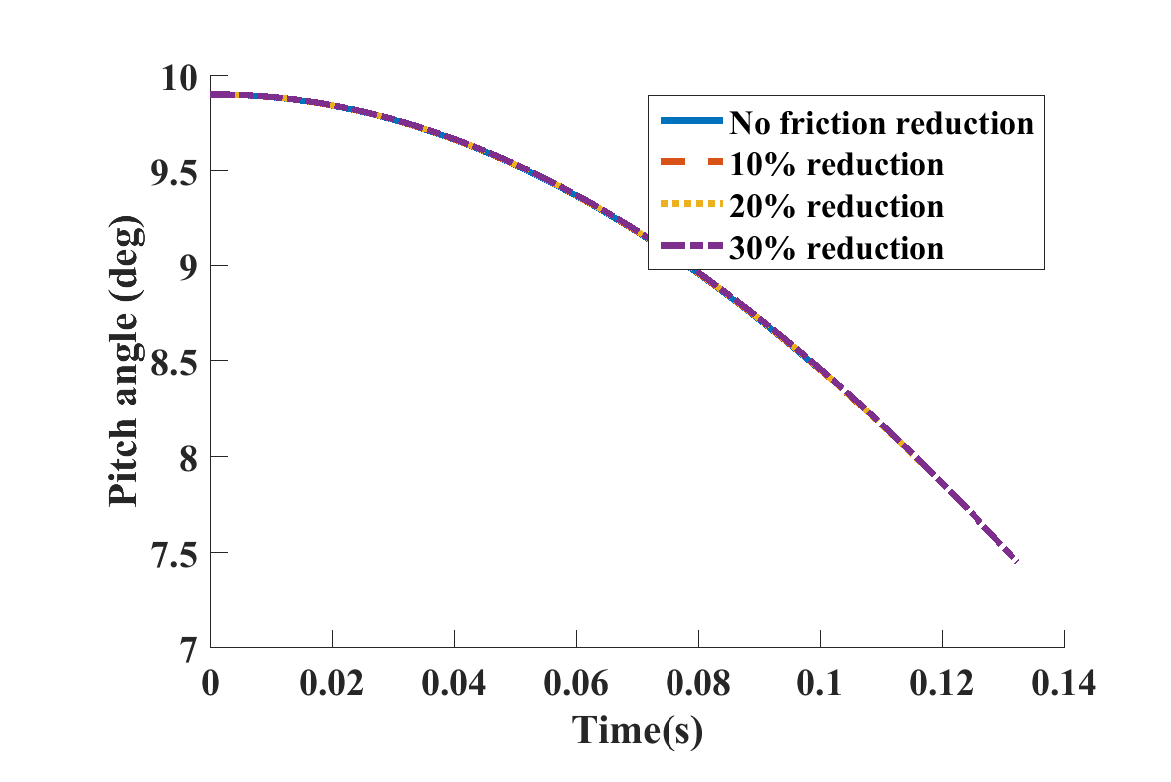 10
9.5
9
8.5
8
7.5
7
0 0.02 0.04 0.06 0.08 0.1 0.12 0.14
Pitch angle (deg)
Time(s)
No friction reduction
10% reduction
20% reduction
30% reduction